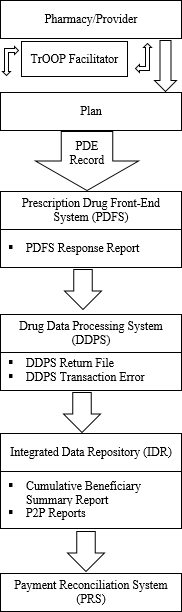 Pharmacy/Provider
TrOOP Facilitator
Plan
PDE
Record
Prescription Drug Front-End
System (PDFS)
▪ PDFS Response Report
Drug Data Processing System
(DDPS)
▪ DDPS Return File
▪ DDPS Transaction Error
Integrated Data Repository (IDR)
▪ Cumulative Beneficiary
Summary Report
▪ P2P Reports
Payment Reconciliation System
(PRS)